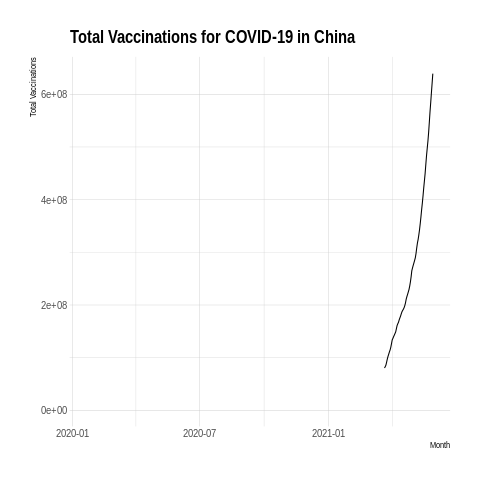 Total Vaccinations for COVID-19 in China
Total Vaccinations
6e+08
4e+08
2e+08
0e+00
2020-01 2020-07 2021-01
Month